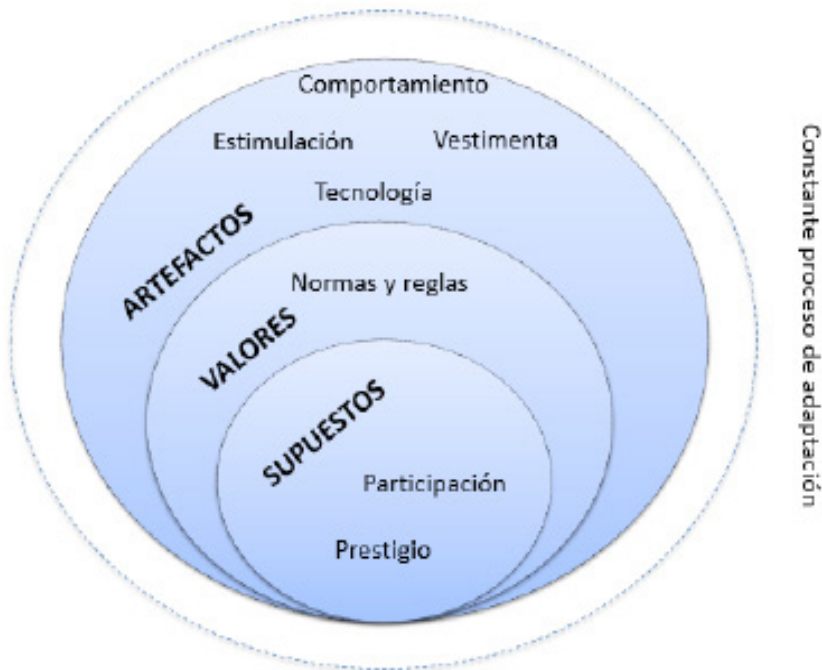 Comportamiento
Estimulación
Vestimenta
Tecnología
ARTEFACTOS
Normas y reglas
VALORES
SUPUESTOS
Participación
Prestigio
Constante proceso de adaptación